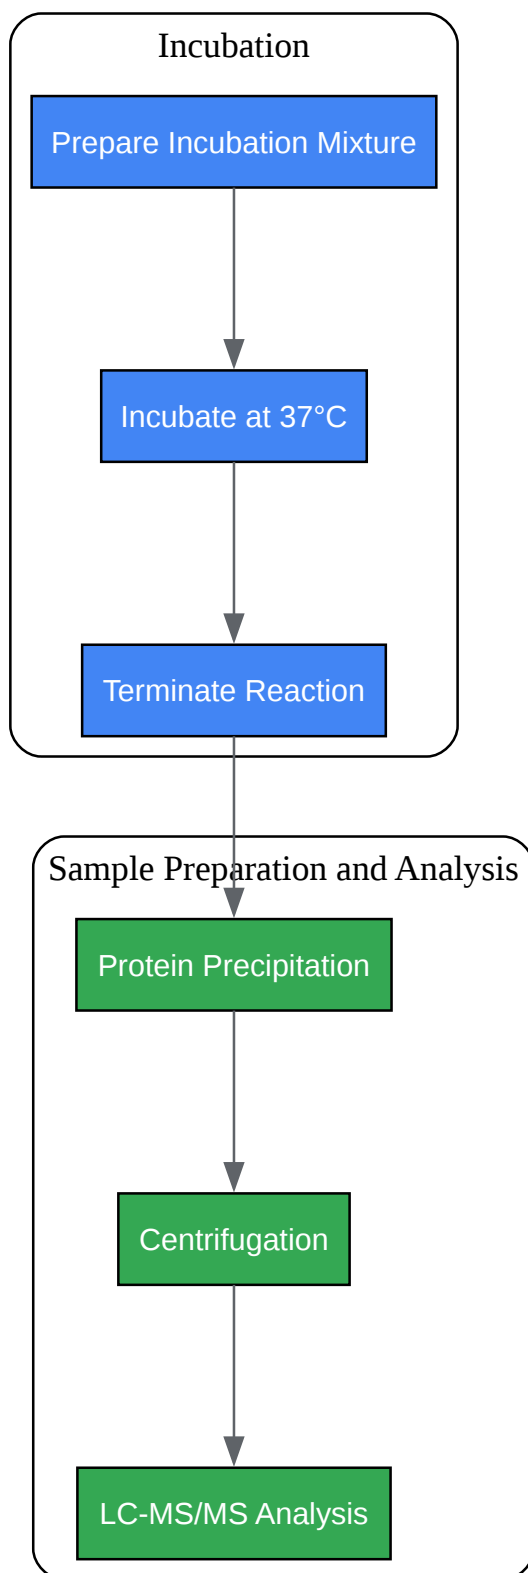 Incubation
Prepare Incubation Mixture
Incubate at 37°C
Terminate Reaction
Sample Preparation and Analysis
Protein Precipitation
Centrifugation
LC-MS/MS Analysis